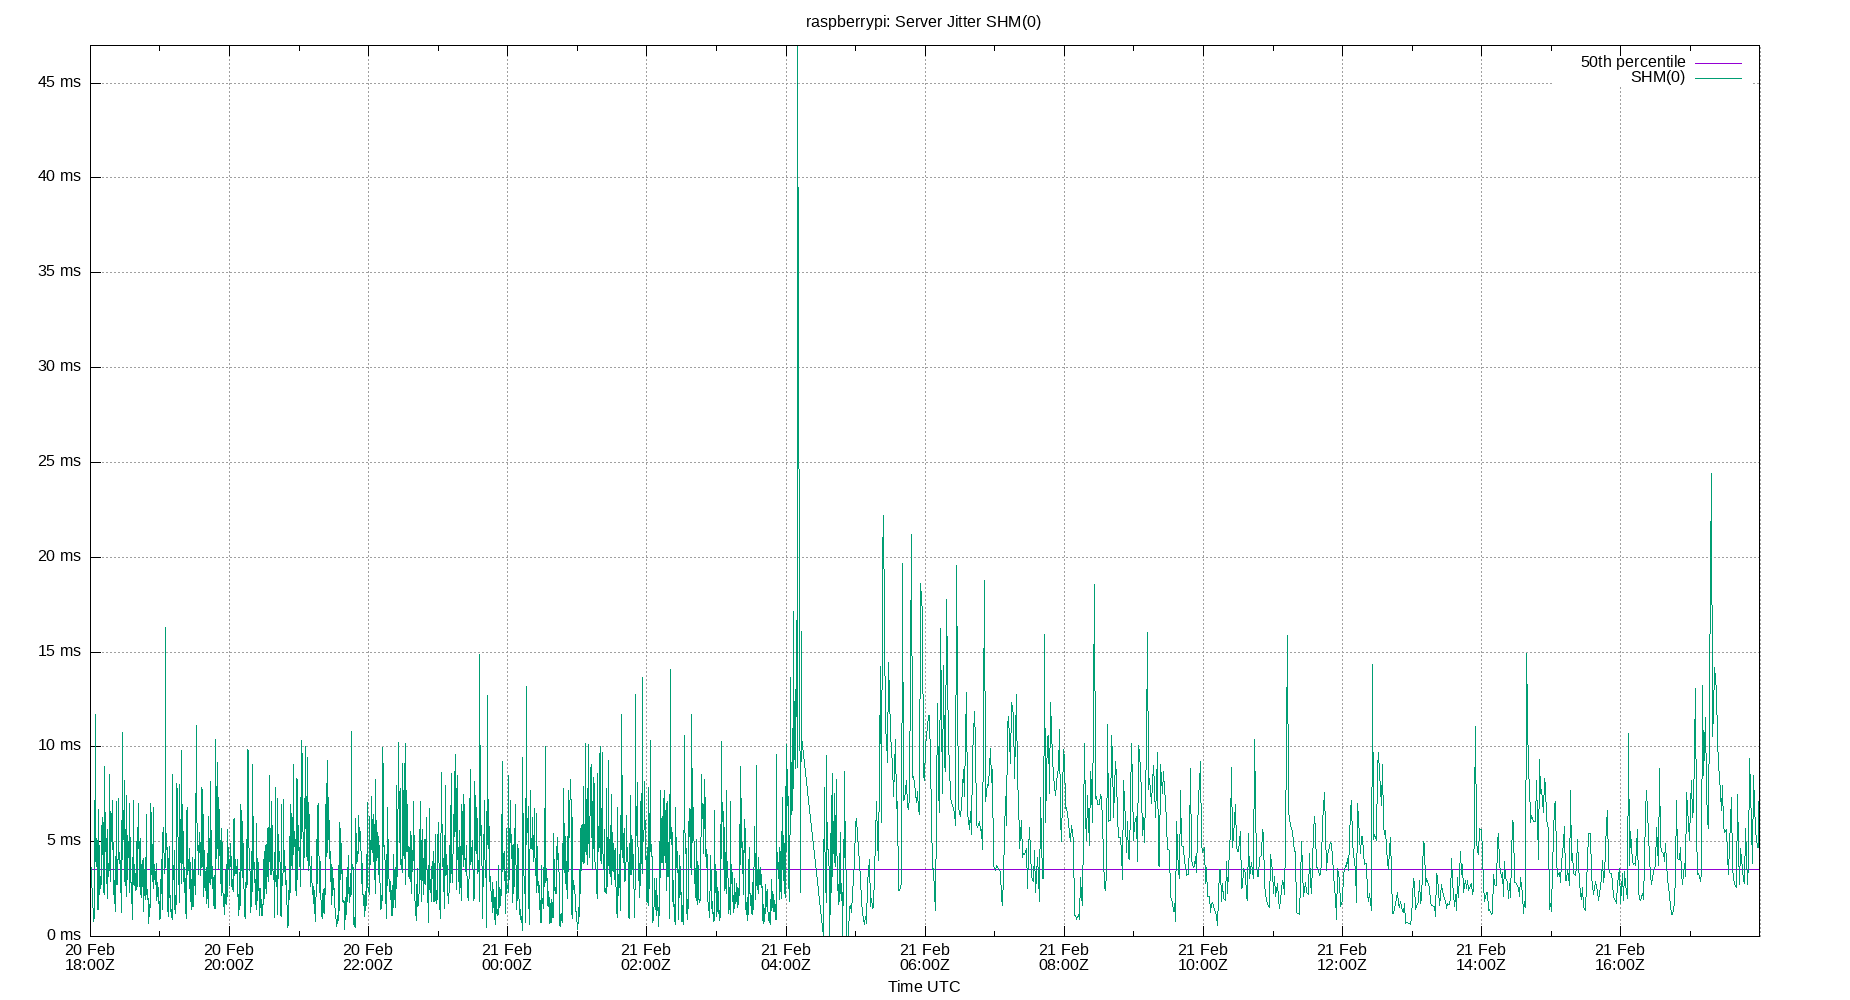 raspberrypi: Server Jitter SHM(0)
50th percentile
SHM(0)
45 ms
40 ms
35 ms
30 ms
25 ms
20 ms
15 ms
10 ms
5 ms
0 ms
20 Feb 20 Feb 20 Feb 21 Feb 21 Feb 21 Feb 21 Feb 21 Feb 21 Feb 21 Feb 21 Feb 21 Feb
18:00Z 20:00Z 22:00Z 00:00Z 02:00Z 04:00Z 06:00Z 08:00Z 10:00Z 12:00Z 14:00Z 16:00Z
Time UTC